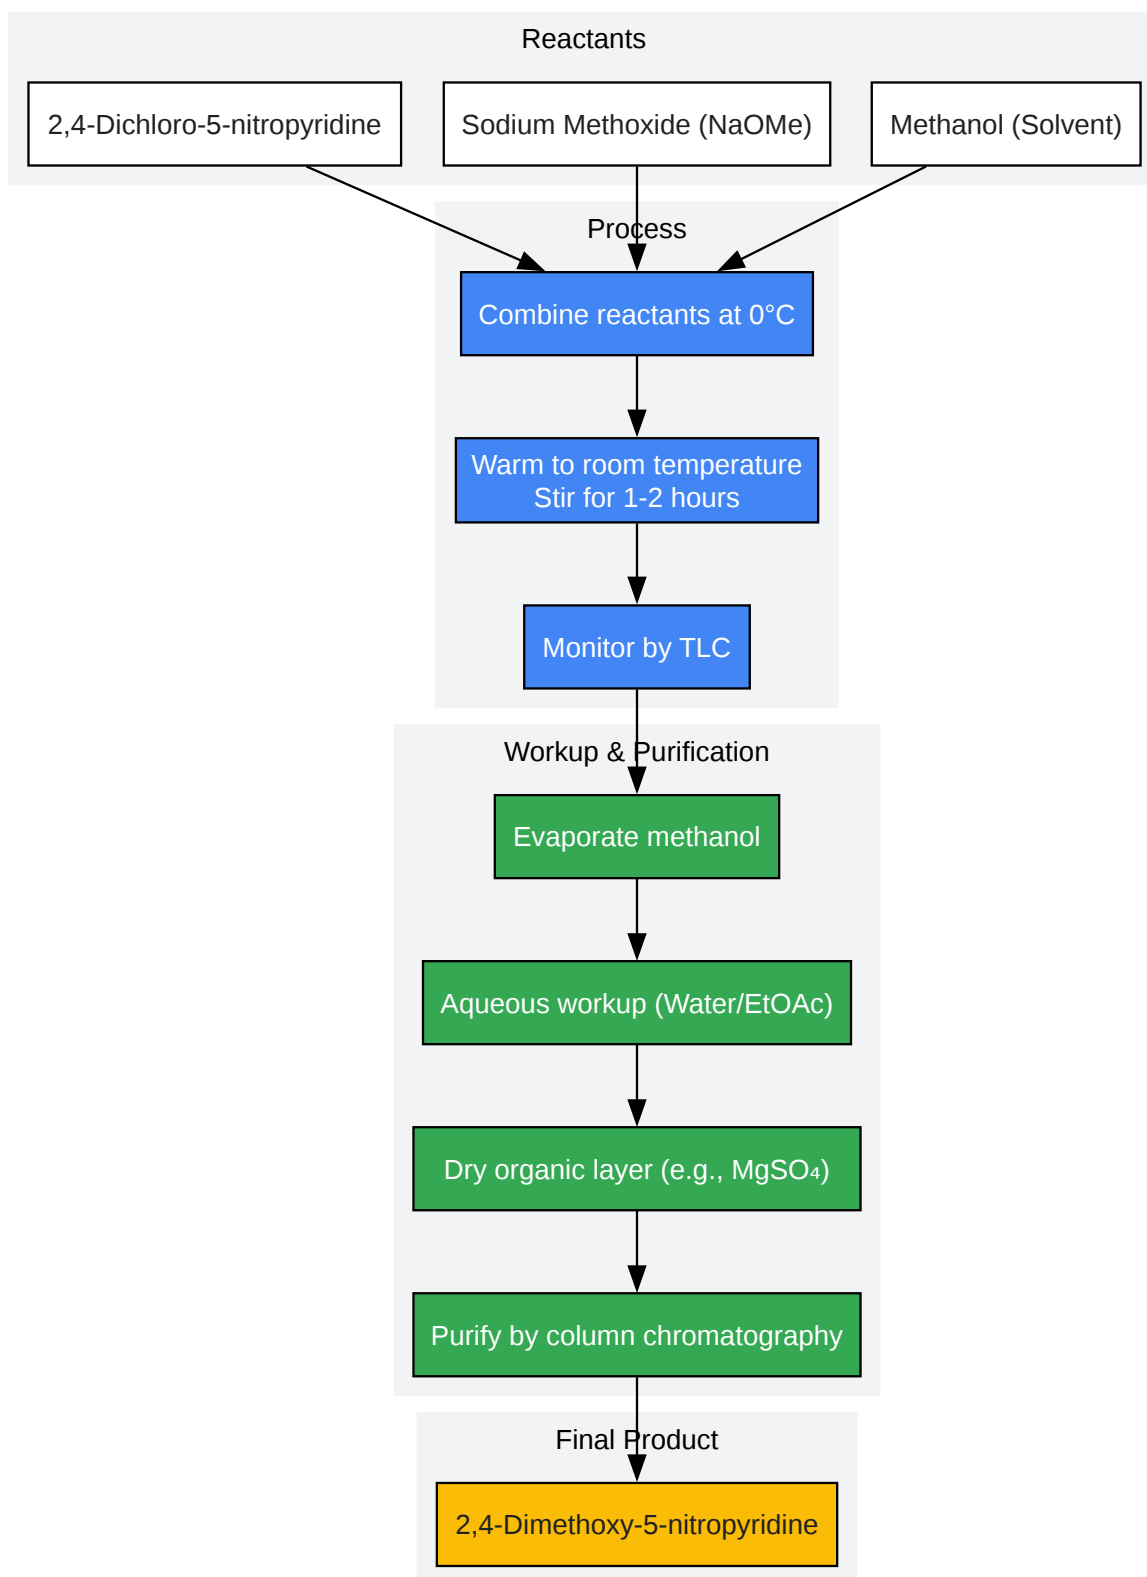 Reactants
2,4-Dichloro-5-nitropyridine
Sodium Methoxide (NaOMe)
Methanol (Solvent)
Process
Combine reactants at 0°C
Warm to room temperature
Stir for 1-2 hours
Monitor by TLC
Workup & Purification
Evaporate methanol
Aqueous workup (Water/EtOAc)
Dry organic layer (e.g., MgSO₄)
Purify by column chromatography
Final Product
2,4-Dimethoxy-5-nitropyridine